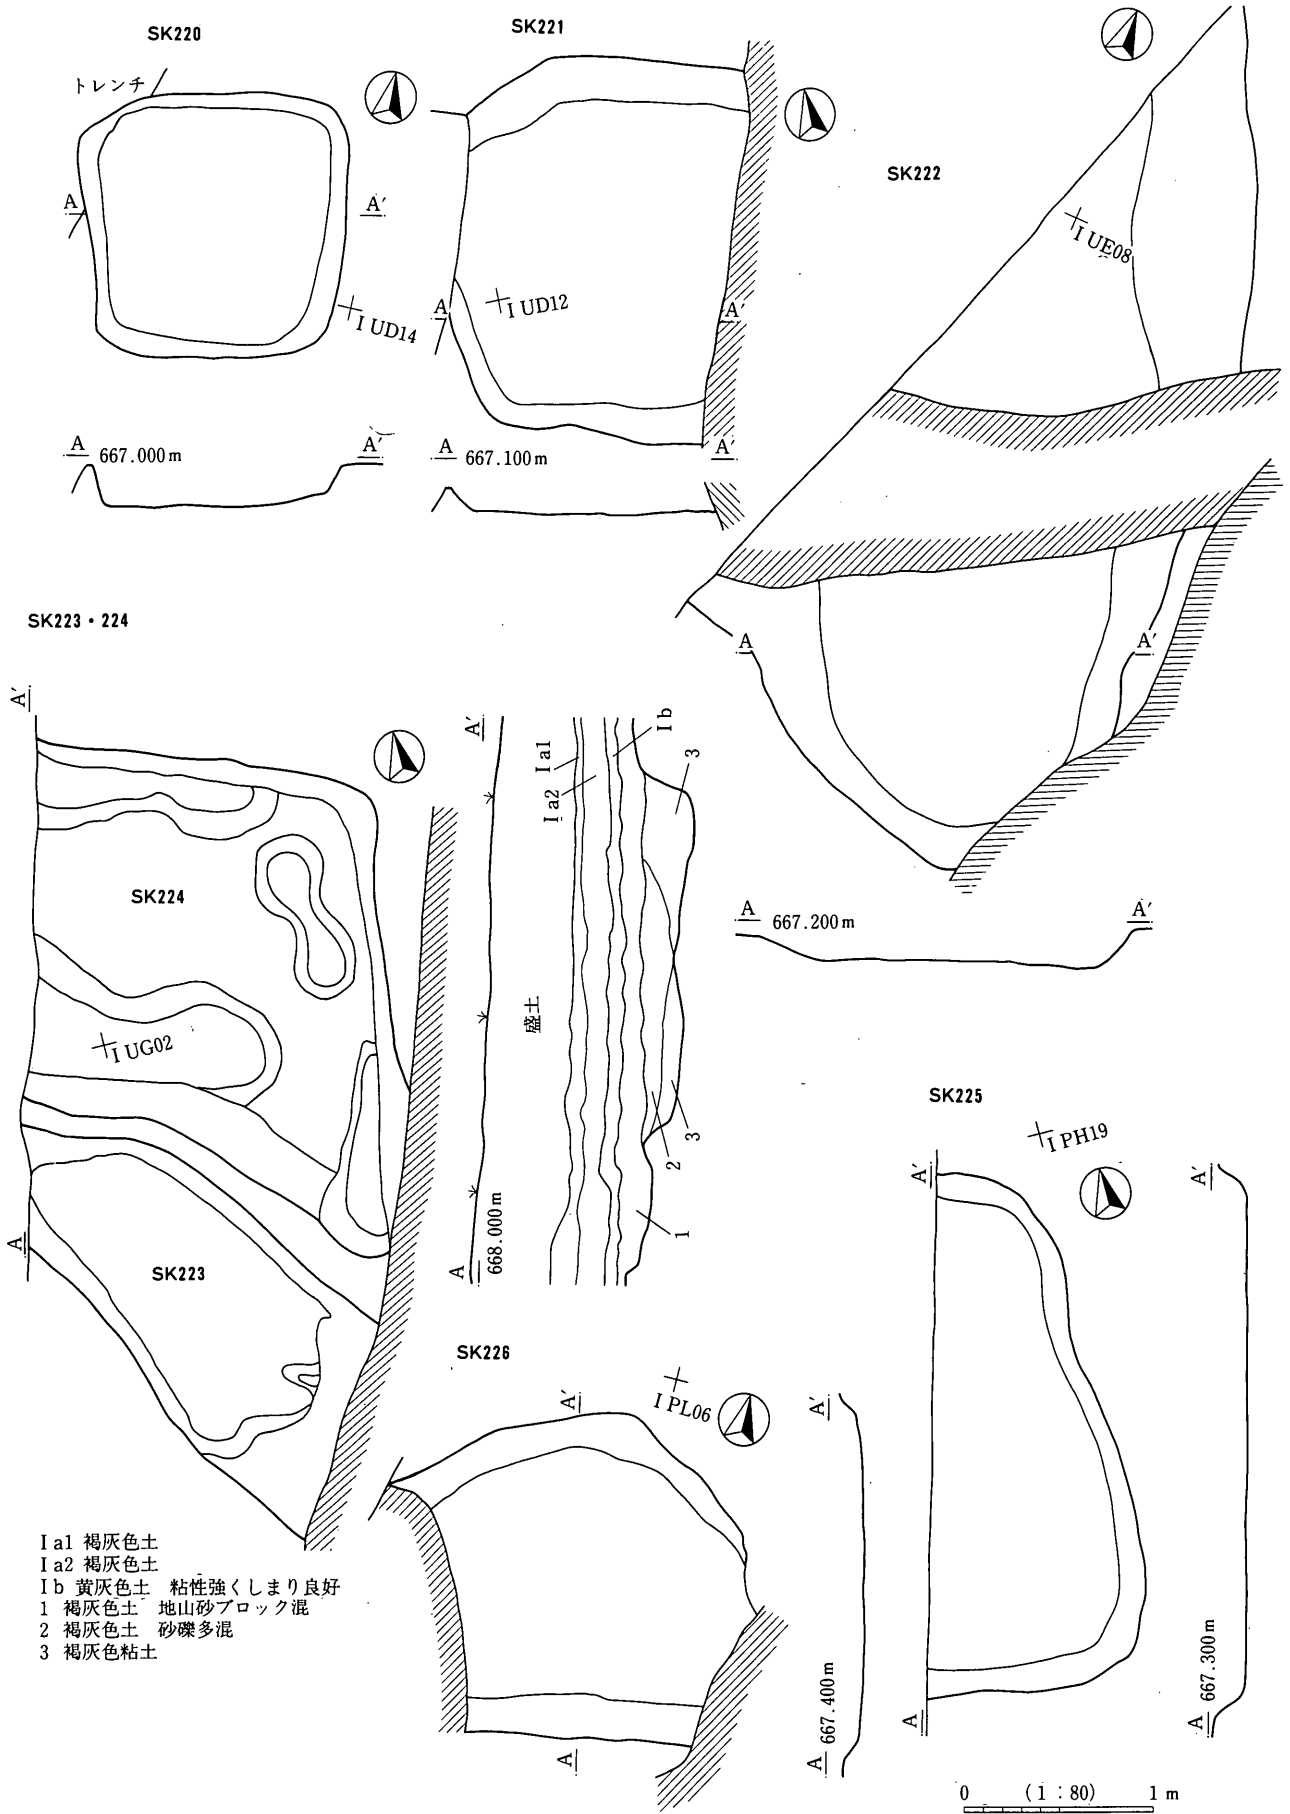 SK220
トレンチ
A
A′
I UD14
A 667.000m A′
SK221
A
I UD12
A′
A 667.100m A′
SK222
I UE08
A
A′
A 667.200m A′
SK223・224
A′
SK224
I UG02
A
SK223
A′
A 668.000m
盛土
I a1
I a2
I b
3
3
2
1
SK225
I PH19
A′
A
A′
A 667.300m
SK226
I PL06
A′
A
A′
A 667.400m
I a1 褐灰色土
I a2 褐灰色土
I b 黄灰色土 粘性強くしまり良好
1 褐灰色土 地山砂ブロック混
2 褐灰色土 砂礫多混
3 褐灰色粘土
0 (1:80) 1 m